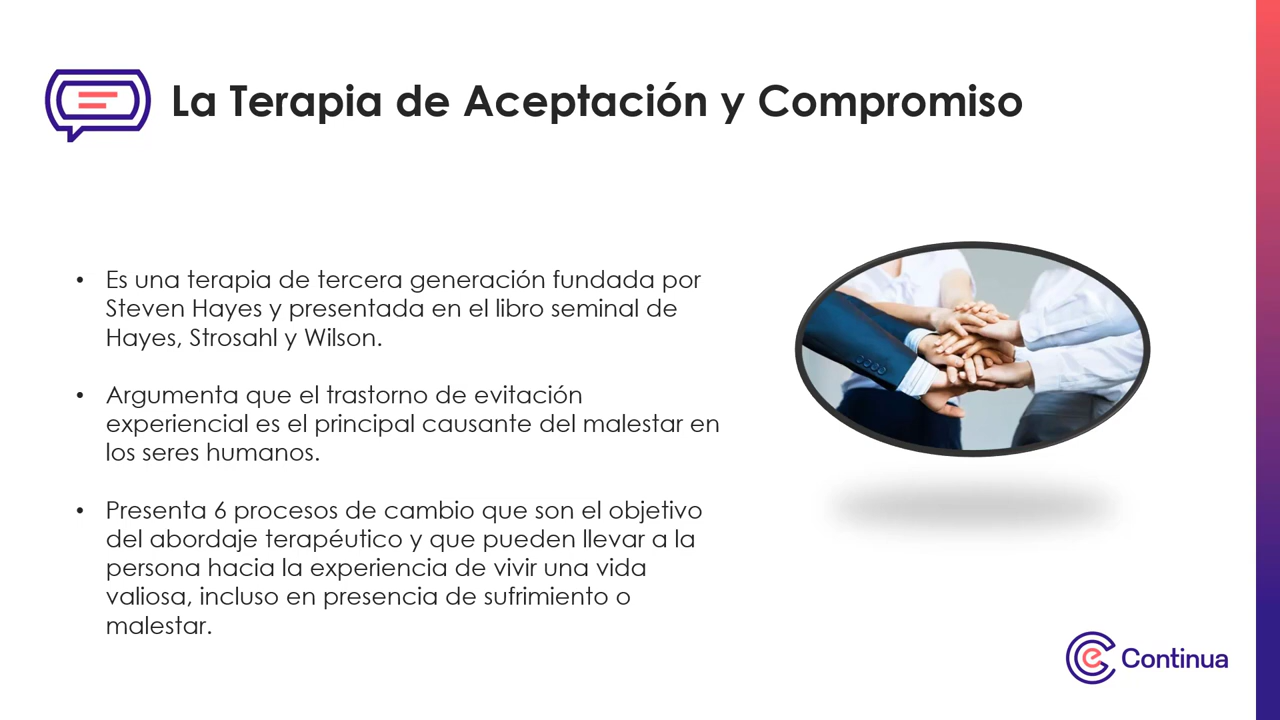 La Terapia de Aceptación y Compromiso
• Es una terapia de tercera generación fundada por
Steven Hayes y presentada en el libro seminal de
Hayes, Strosahl y Wilson.
• Argumenta que el trastorno de evitación
experiencial es el principal causante del malestar en
los seres humanos.
• Presenta 6 procesos de cambio que son el objetivo
del abordaje terapéutico y que pueden llevar a la
persona hacia la experiencia de vivir una vida
valiosa, incluso en presencia de sufrimiento o
malestar.
Continua